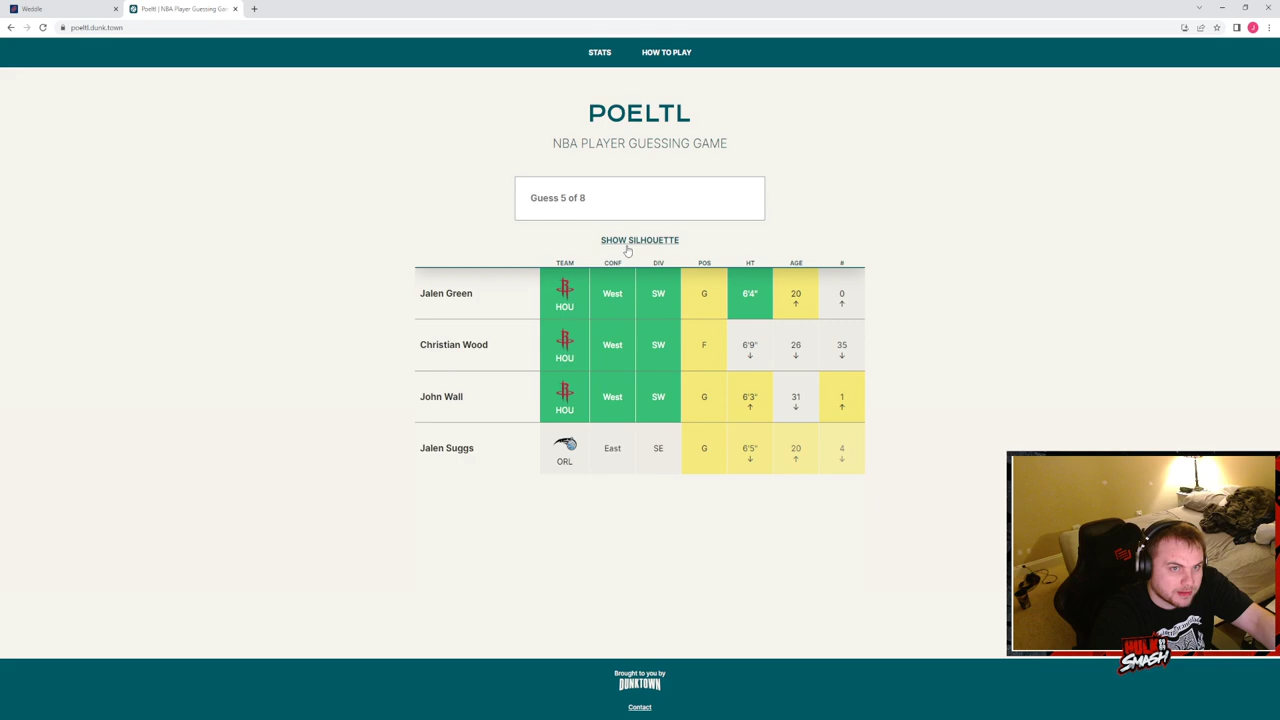 Weddle
Poeltl | NBA Player Guessing Ga
poeltl.dunk.town
STATS
HOW TO PLAY
POELTL
NBA PLAYER GUESSING GAME
Guess 5 of 8
SHOW SILHOUETTE
TEAM CONF DIV POS HT AGE #
Jalen Green HOU West SW G 6'4" 20 ↑ 0 ↑
Christian Wood HOU West SW F 6'9" ↓ 26 ↓ 35 ↓
John Wall HOU West SW G 6'3" ↑ 31 ↓ 1 ↑
Jalen Suggs ORL East SE G 6'5" ↓ 20 ↑ 4 ↓
HULK
SMASH
Brought to you by
DUNKTOWN
Contact